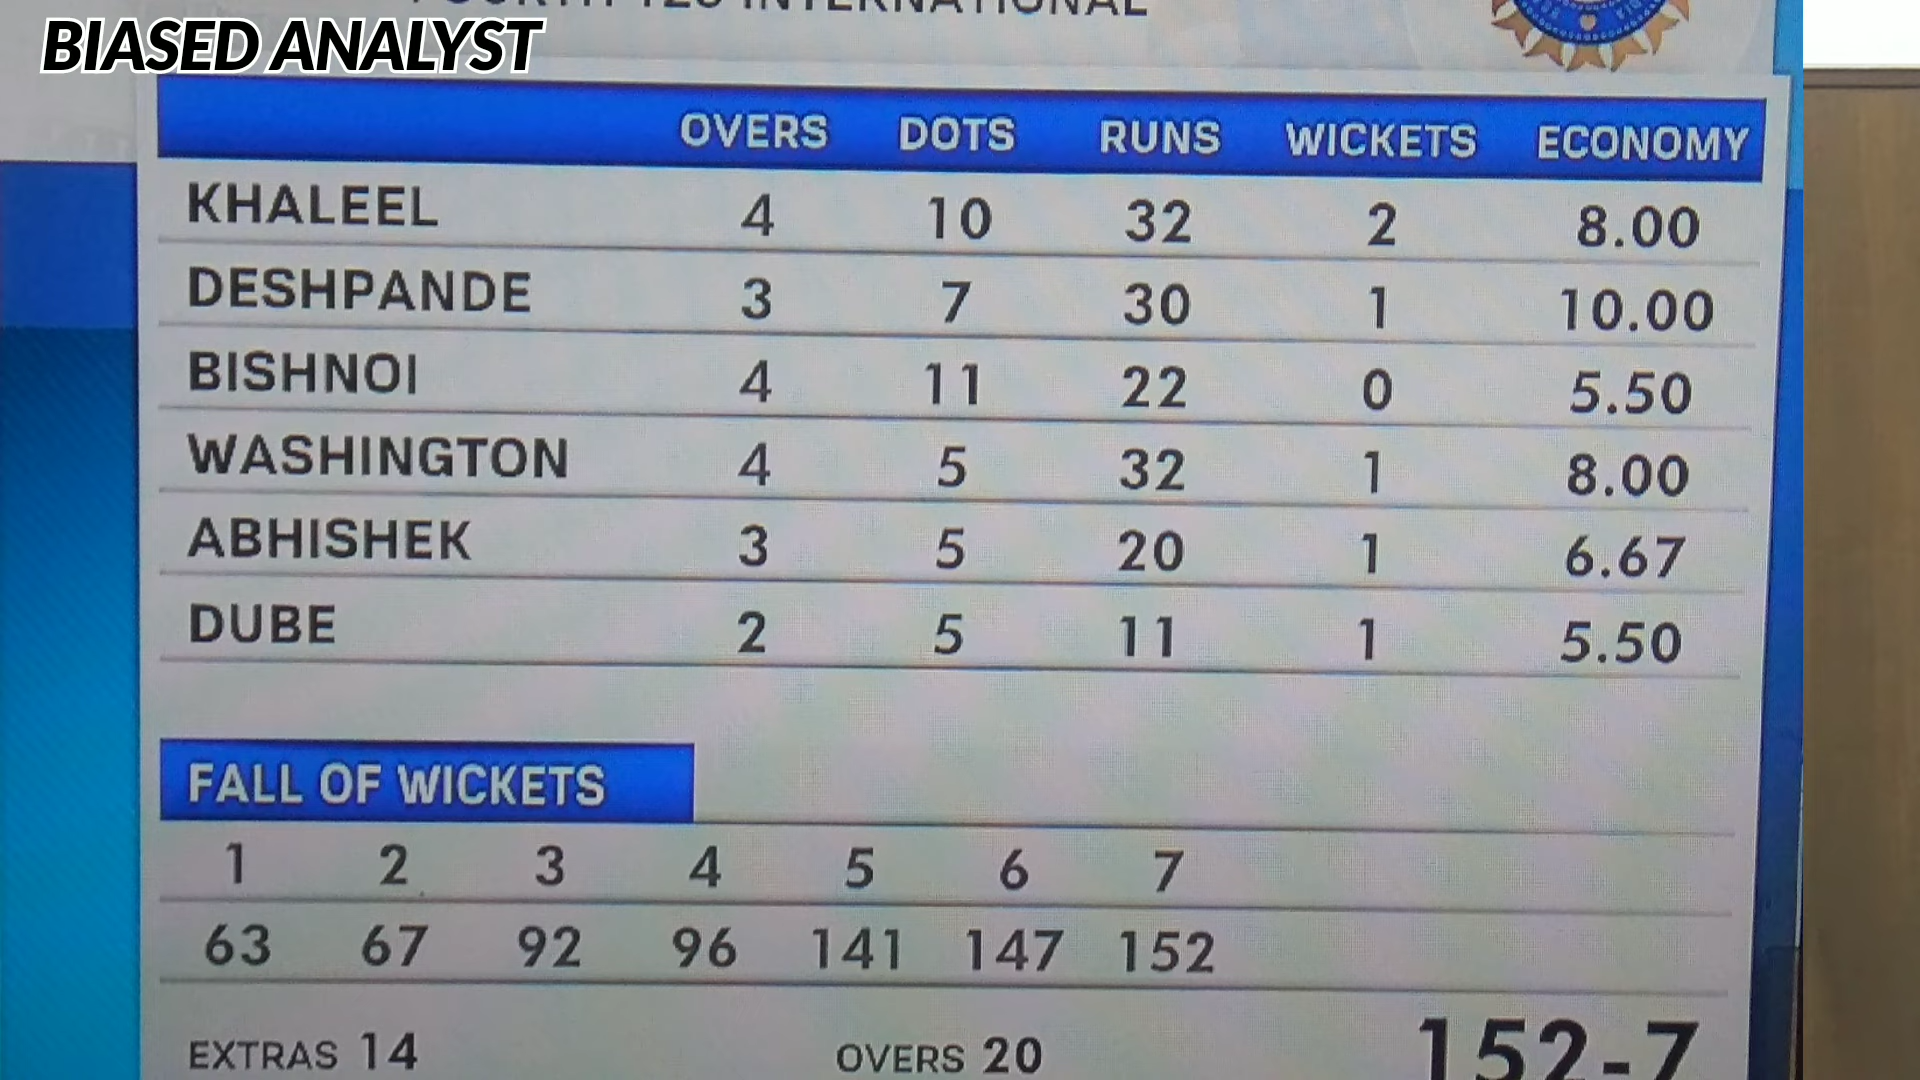 FOURTH T20 INTERNATIONAL
BIASED ANALYST
OVERS DOTS RUNS WICKETS ECONOMY
KHALEEL 4 10 32 2 8.00
DESHPANDE 3 7 30 1 10.00
BISHNOI 4 11 22 0 5.50
WASHINGTON 4 5 32 1 8.00
ABHISHEK 3 5 20 1 6.67
DUBE 2 5 11 1 5.50
FALL OF WICKETS
1 2 3 4 5 6 7
63 67 92 96 141 147 152
EXTRAS 14 OVERS 20 152-7